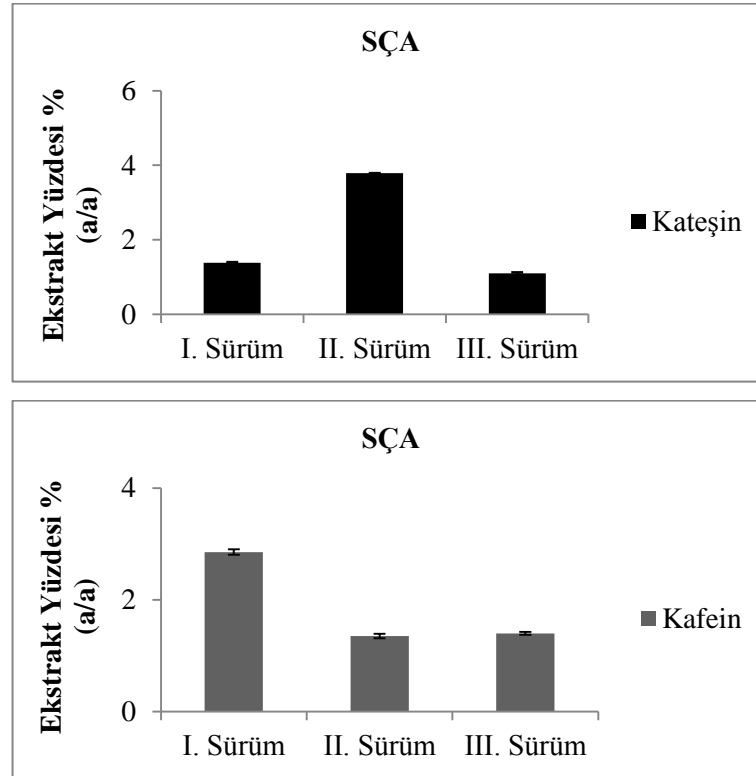 SÇA
Ekstrakt Yüzdesi %
(a/a)
6
4
2
0
I. Sürüm II. Sürüm III. Sürüm
Kateşin
SÇA
Ekstrakt Yüzdesi %
(a/a)
4
2
0
I. Sürüm II. Sürüm III. Sürüm
Kafein